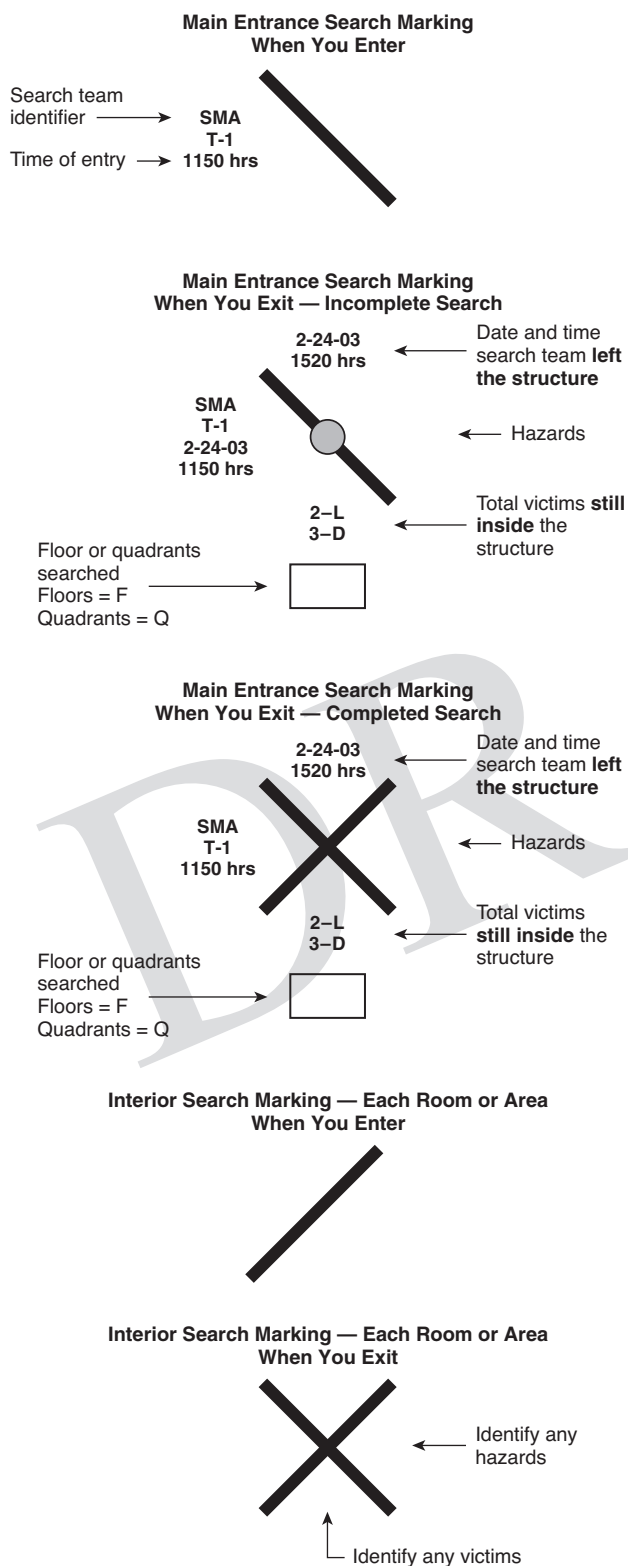 Main Entrance Search Marking
When You Enter
Search team
identifier
SMA
T-1
Time of entry
1150 hrs
Main Entrance Search Marking
When You Exit — Incomplete Search
2-24-03
1520 hrs
Date and time
search team left
the structure
SMA
T-1
2-24-03
1150 hrs
Hazards
2–L
3–D
Total victims still
inside the
structure
Floor or quadrants
searched
Floors = F
Quadrants = Q
Main Entrance Search Marking
When You Exit — Completed Search
2-24-03
1520 hrs
Date and time
search team left
the structure
SMA
T-1
1150 hrs
Hazards
2–L
3–D
Total victims
still inside the
structure
Floor or quadrants
searched
Floors = F
Quadrants = Q
DR
Interior Search Marking — Each Room or Area
When You Enter
Interior Search Marking — Each Room or Area
When You Exit
Identify any
hazards
Identify any victims